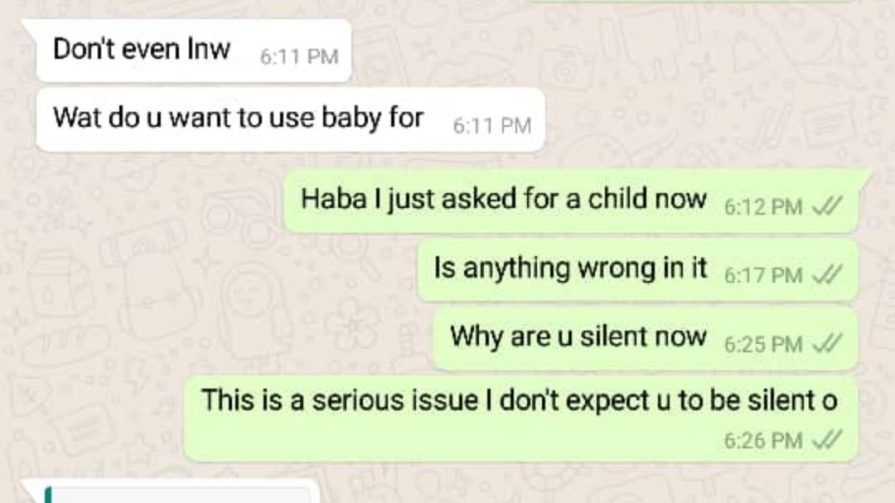 Don't even lnw 6:11 PM
Wat do u want to use baby for 6:11 PM
Haba I just asked for a child now 6:12 PM
Is anything wrong in it 6:17 PM
Why are u silent now 6:25 PM
This is a serious issue I don't expect u to be silent o
6:26 PM